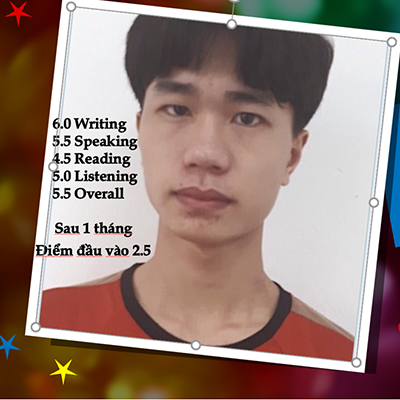 6.0 Writing
5.5 Speaking
4.5 Reading
5.0 Listening
5.5 Overall
Sau 1 tháng
Điểm đầu vào 2.5